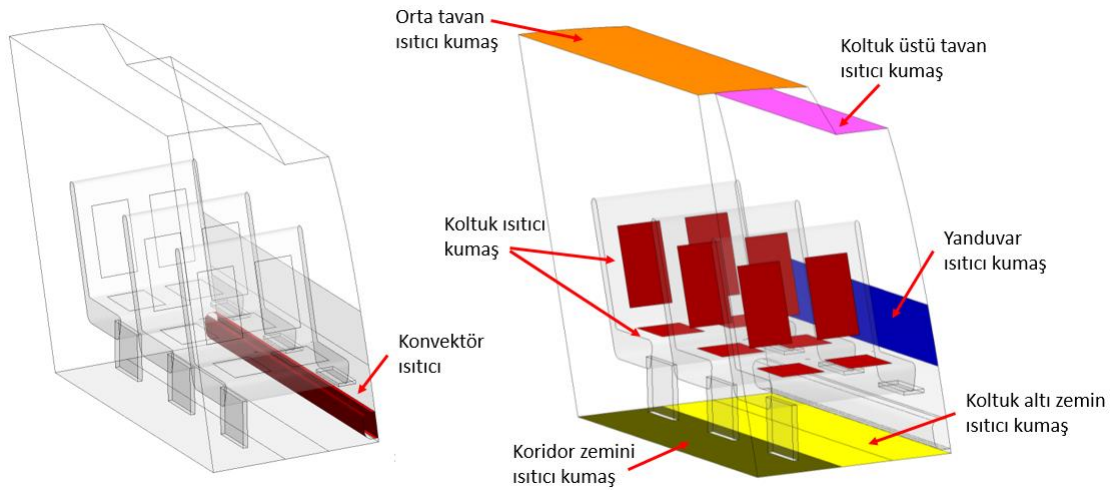 Orta tavan
ısıtıcı kumaş
Koltuk üstü tavan
ısıtıcı kumaş
Koltuk ısıtıcı
kumaş
Yanduvar
ısıtıcı kumaş
Konvektör
ısıtıcı
Koltuk altı zemin
ısıtıcı kumaş
Koridor zemini
ısıtıcı kumaş